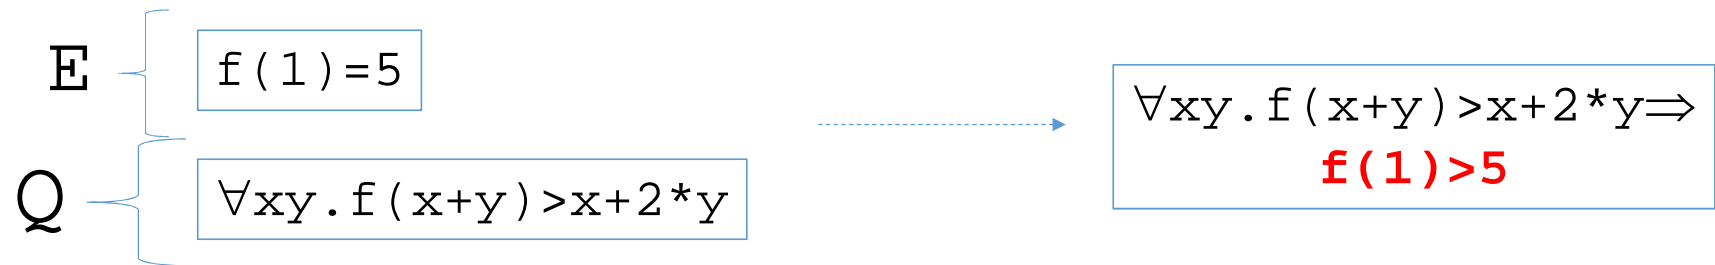 E
f(1)=5
Q
∀xy.f(x+y)>x+2*y
∀xy.f(x+y)>x+2*y⇒
f(1)>5